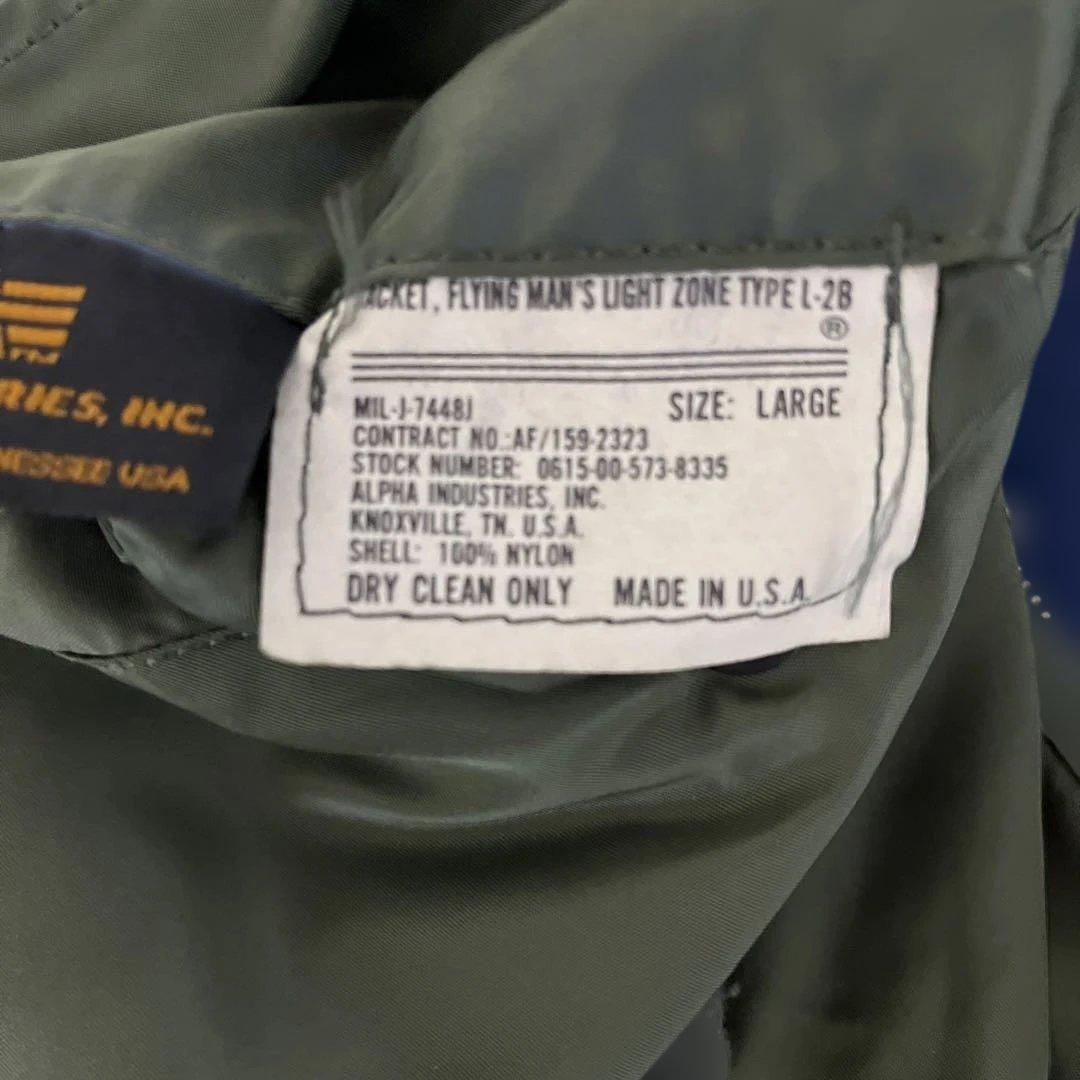 TM
RIES, INC.
NESSEE USA
ACKET, FLYING MAN'S LIGHT ZONE TYPE L-2B
®
MIL-J-7448J SIZE: LARGE
CONTRACT NO.:AF/159-2323
STOCK NUMBER: 0615-00-573-8335
ALPHA INDUSTRIES, INC.
KNOXVILLE, TN. U.S.A.
SHELL: 100% NYLON
DRY CLEAN ONLY MADE IN U.S.A.